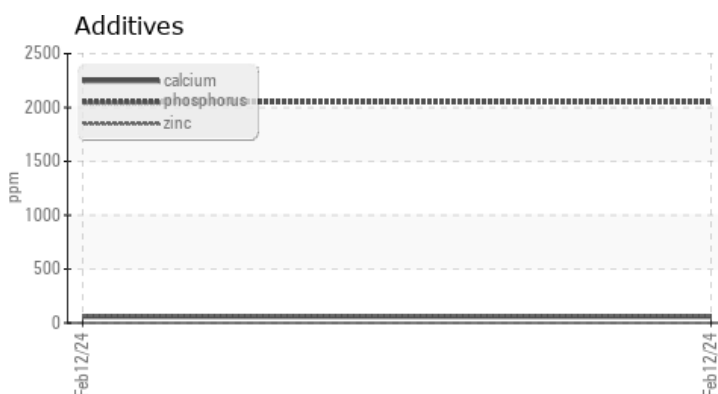 Additives
2500
2000
1500
1000
500
0
ppm
calcium
phosphorus
zinc
Feb12/24
Feb12/24